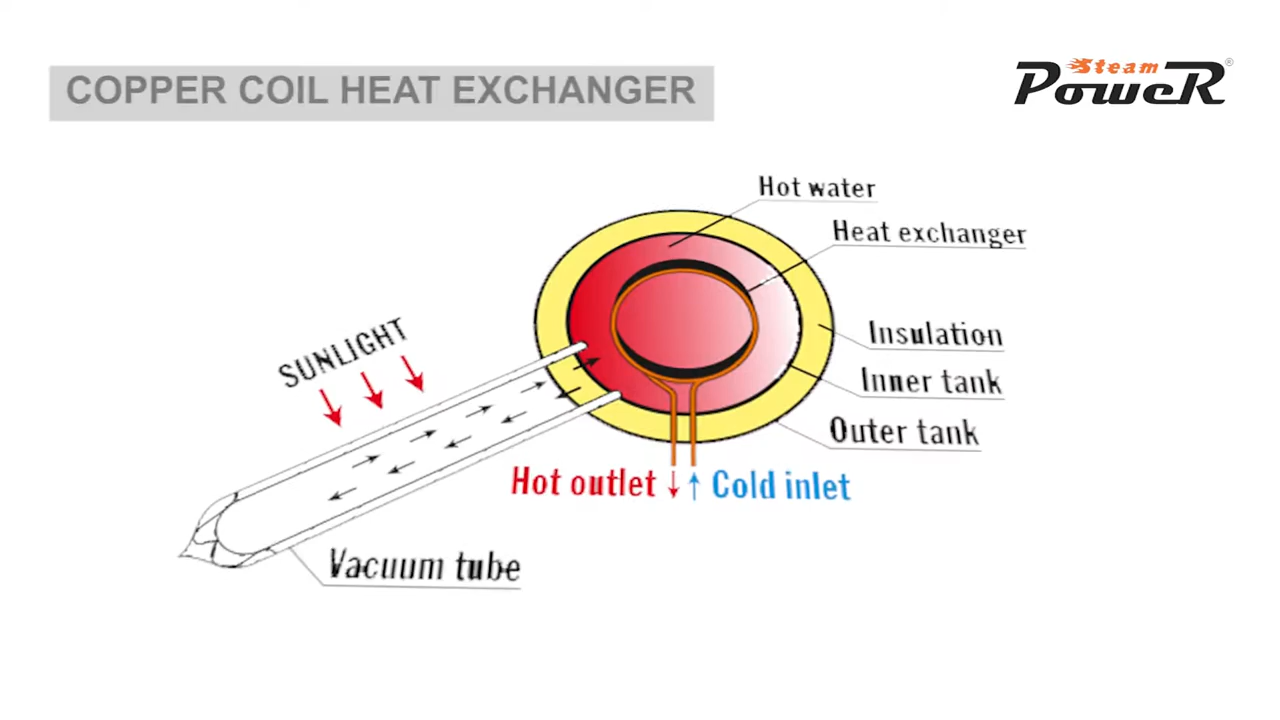 COPPER COIL HEAT EXCHANGER
Steam
PoweR®
Hot water
Heat exchanger
SUNLIGHT
Insulation
Inner tank
Outer tank
Hot outlet
Cold inlet
Vacuum tube